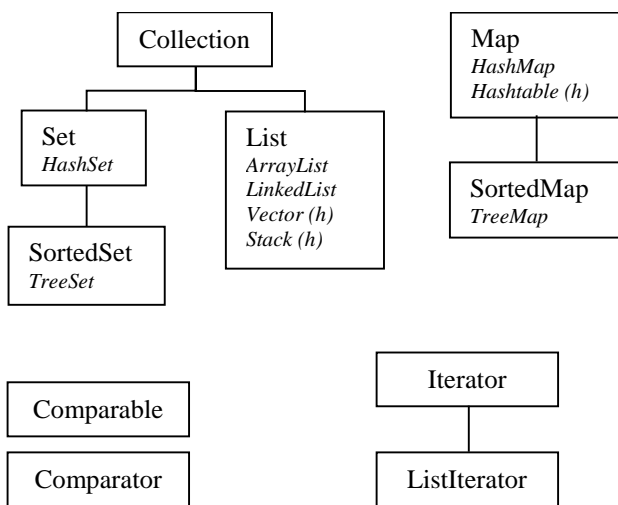 Collection
Map
HashMap
Hashtable (h)
Set
HashSet
List
ArrayList
LinkedList
Vector (h)
Stack (h)
SortedMap
TreeMap
SortedSet
TreeSet
Iterator
Comparable
Comparator
ListIterator